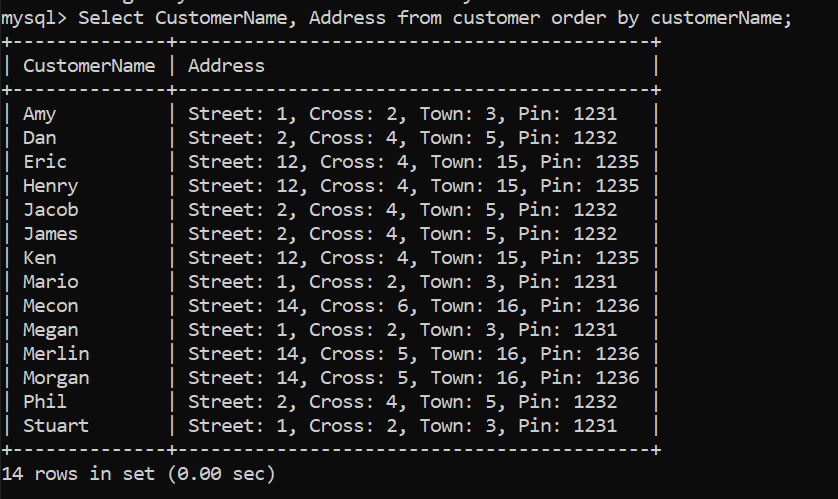 mysql> Select CustomerName, Address from customer order by customerName;
+--------------+-------------------------------------------+
| CustomerName | Address                                   |
+--------------+-------------------------------------------+
| Amy          | Street: 1, Cross: 2, Town: 3, Pin: 1231   |
| Dan          | Street: 2, Cross: 4, Town: 5, Pin: 1232   |
| Eric         | Street: 12, Cross: 4, Town: 15, Pin: 1235 |
| Henry        | Street: 12, Cross: 4, Town: 15, Pin: 1235 |
| Jacob        | Street: 2, Cross: 4, Town: 5, Pin: 1232   |
| James        | Street: 2, Cross: 4, Town: 5, Pin: 1232   |
| Ken          | Street: 12, Cross: 4, Town: 15, Pin: 1235 |
| Mario        | Street: 1, Cross: 2, Town: 3, Pin: 1231   |
| Mecon        | Street: 14, Cross: 6, Town: 16, Pin: 1236 |
| Megan        | Street: 1, Cross: 2, Town: 3, Pin: 1231   |
| Merlin       | Street: 14, Cross: 5, Town: 16, Pin: 1236 |
| Morgan       | Street: 14, Cross: 5, Town: 16, Pin: 1236 |
| Phil         | Street: 2, Cross: 4, Town: 5, Pin: 1232   |
| Stuart       | Street: 1, Cross: 2, Town: 3, Pin: 1231   |
+--------------+-------------------------------------------+
14 rows in set (0.00 sec)